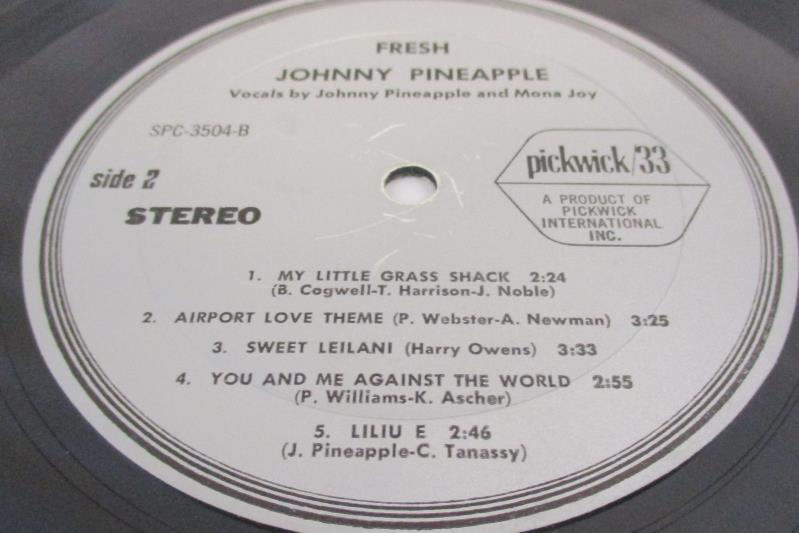 FRESH
JOHNNY PINEAPPLE
Vocals by Johnny Pineapple and Mona Joy
SPC-3504-B
side 2
STEREO
pickwick/33
A PRODUCT OF
PICKWICK
INTERNATIONAL
INC.
1. MY LITTLE GRASS SHACK 2:24
(B. Cogwell-T. Harrison-J. Noble)
2. AIRPORT LOVE THEME (P. Webster-A. Newman) 3:25
3. SWEET LEILANI (Harry Owens) 3:33
4. YOU AND ME AGAINST THE WORLD 2:55
(P. Williams-K. Ascher)
5. LILIU E 2:46
(J. Pineapple-C. Tanassy)